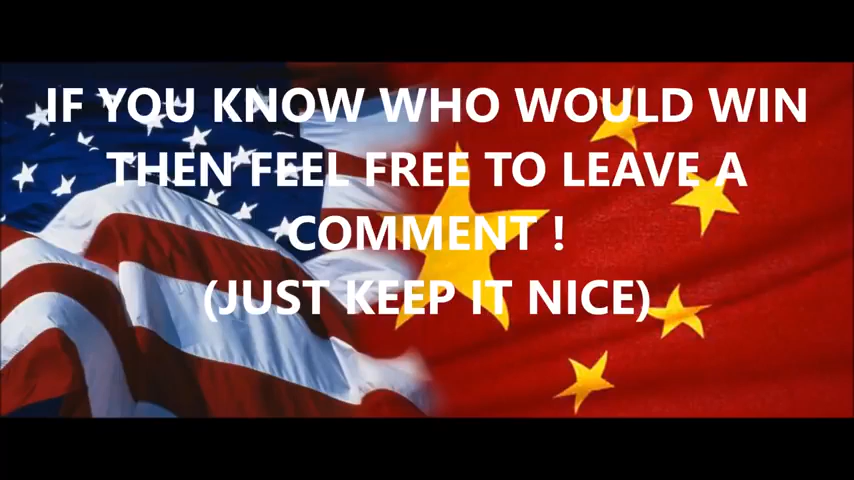 IF YOU KNOW WHO WOULD WIN
THEN FEEL FREE TO LEAVE A
COMMENT !
(JUST KEEP IT NICE)